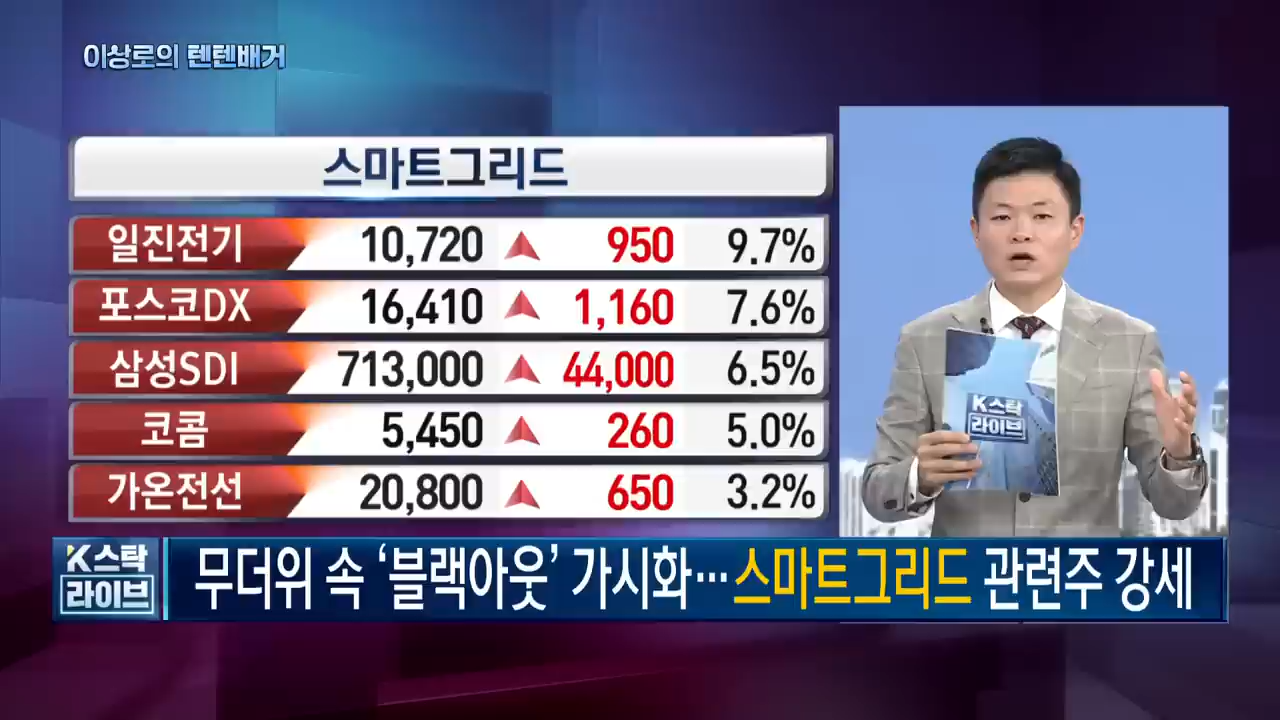 이상로의 텐텐배거
스마트그리드
일진전기 10,720 ▲ 950 9.7%
포스코DX 16,410 ▲ 1,160 7.6%
삼성SDI 713,000 ▲ 44,000 6.5%
코콤 5,450 ▲ 260 5.0%
가온전선 20,800 ▲ 650 3.2%
K스탁
라이브
K스탁
라이브
무더위 속 ‘블랙아웃’ 가시화…스마트그리드 관련주 강세